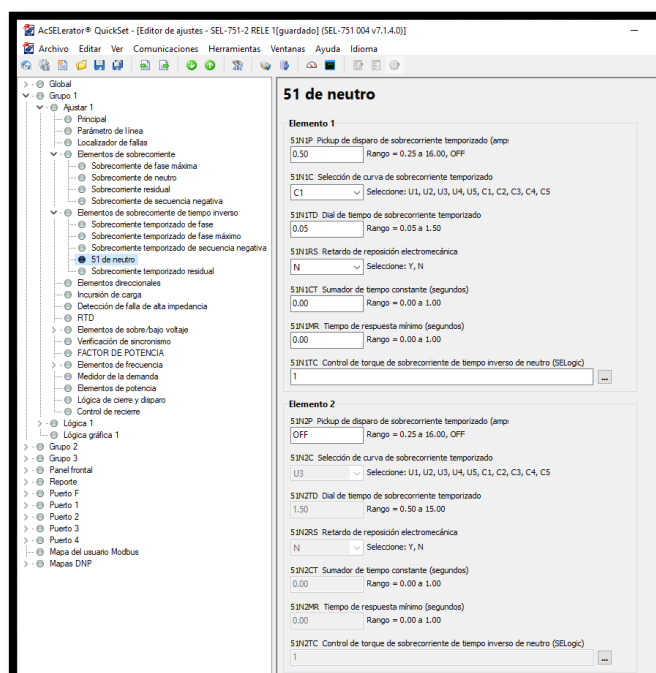 AcSELerator® QuickSet - [Editor de ajustes - SEL-751-2 RELE 1[guardado] (SEL-751 004 v7.1.4.0)]
Archivo Editar Ver Comunicaciones Herramientas Ventanas Ayuda Idioma
Global
Grupo 1
Ajustar 1
Principal
Parámetro de línea
Localizador de fallas
Elementos de sobrecorriente
Sobrecorriente de fase máxima
Sobrecorriente de neutro
Sobrecorriente residual
Sobrecorriente de secuencia negativa
Elementos de sobrecorriente de tiempo inverso
Sobrecorriente temporizado de fase
Sobrecorriente temporizado de fase máximo
Sobrecorriente temporizado de secuencia negativa
51 de neutro
Sobrecorriente temporizado residual
Elementos direccionales
Incursión de carga
Detección de falla de alta impedancia
RTD
Elementos de sobre/bajo voltaje
Verificación de sincronismo
FACTOR DE POTENCIA
Elementos de frecuencia
Medidor de la demanda
Elementos de potencia
Lógica de cierre y disparo
Control de recierre
Lógica 1
Lógica gráfica 1
Grupo 2
Grupo 3
Panel frontal
Reporte
Puerto F
Puerto 1
Puerto 2
Puerto 3
Puerto 4
Mapa del usuario Modbus
Mapas DNP
51 de neutro
Elemento 1
51N1P Pickup de disparo de sobrecorriente temporizado (amp:
0.50 Rango = 0.25 a 16.00, OFF
51N1C Selección de curva de sobrecorriente temporizado
C1 Seleccione: U1, U2, U3, U4, U5, C1, C2, C3, C4, C5
51N1TD Dial de tiempo de sobrecorriente temporizado
0.05 Rango = 0.05 a 1.50
51N1RS Retardo de reposición electromecánica
N Seleccione: Y, N
51N1CT Sumador de tiempo constante (segundos)
0.00 Rango = 0.00 a 1.00
51N1MR Tiempo de respuesta mínimo (segundos)
0.00 Rango = 0.00 a 1.00
51N1TC Control de torque de sobrecorriente de tiempo inverso de neutro (SELogic)
1 ...
Elemento 2
51N2P Pickup de disparo de sobrecorriente temporizado (amp:
OFF Rango = 0.25 a 16.00, OFF
51N2C Selección de curva de sobrecorriente temporizado
U3 Seleccione: U1, U2, U3, U4, U5, C1, C2, C3, C4, C5
51N2TD Dial de tiempo de sobrecorriente temporizado
1.50 Rango = 0.50 a 15.00
51N2RS Retardo de reposición electromecánica
N Seleccione: Y, N
51N2CT Sumador de tiempo constante (segundos)
0.00 Rango = 0.00 a 1.00
51N2MR Tiempo de respuesta mínimo (segundos)
0.00 Rango = 0.00 a 1.00
51N2TC Control de torque de sobrecorriente de tiempo inverso de neutro (SELogic)
1 ...